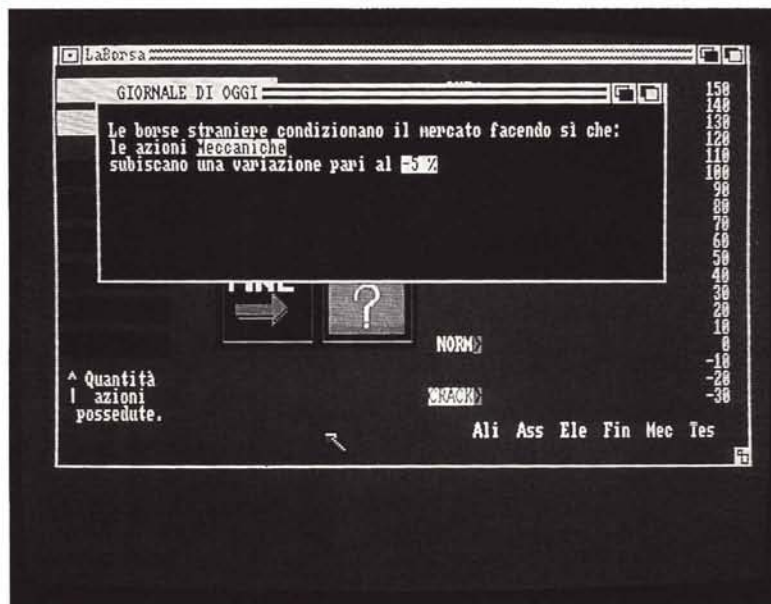 LaBorsa
GIORNALE DI OGGI
Le borse straniere condizionano il mercato facendo sì che:
le azioni Meccaniche
subiscano una variazione pari al -5 %
FINE
?
150
140
130
120
110
100
90
80
70
60
50
40
30
20
10
0
-10
-20
-30
NORM>
CRACK>
^ Quantità
| azioni
possedute.
Ali Ass Ele Fin Mec Tes